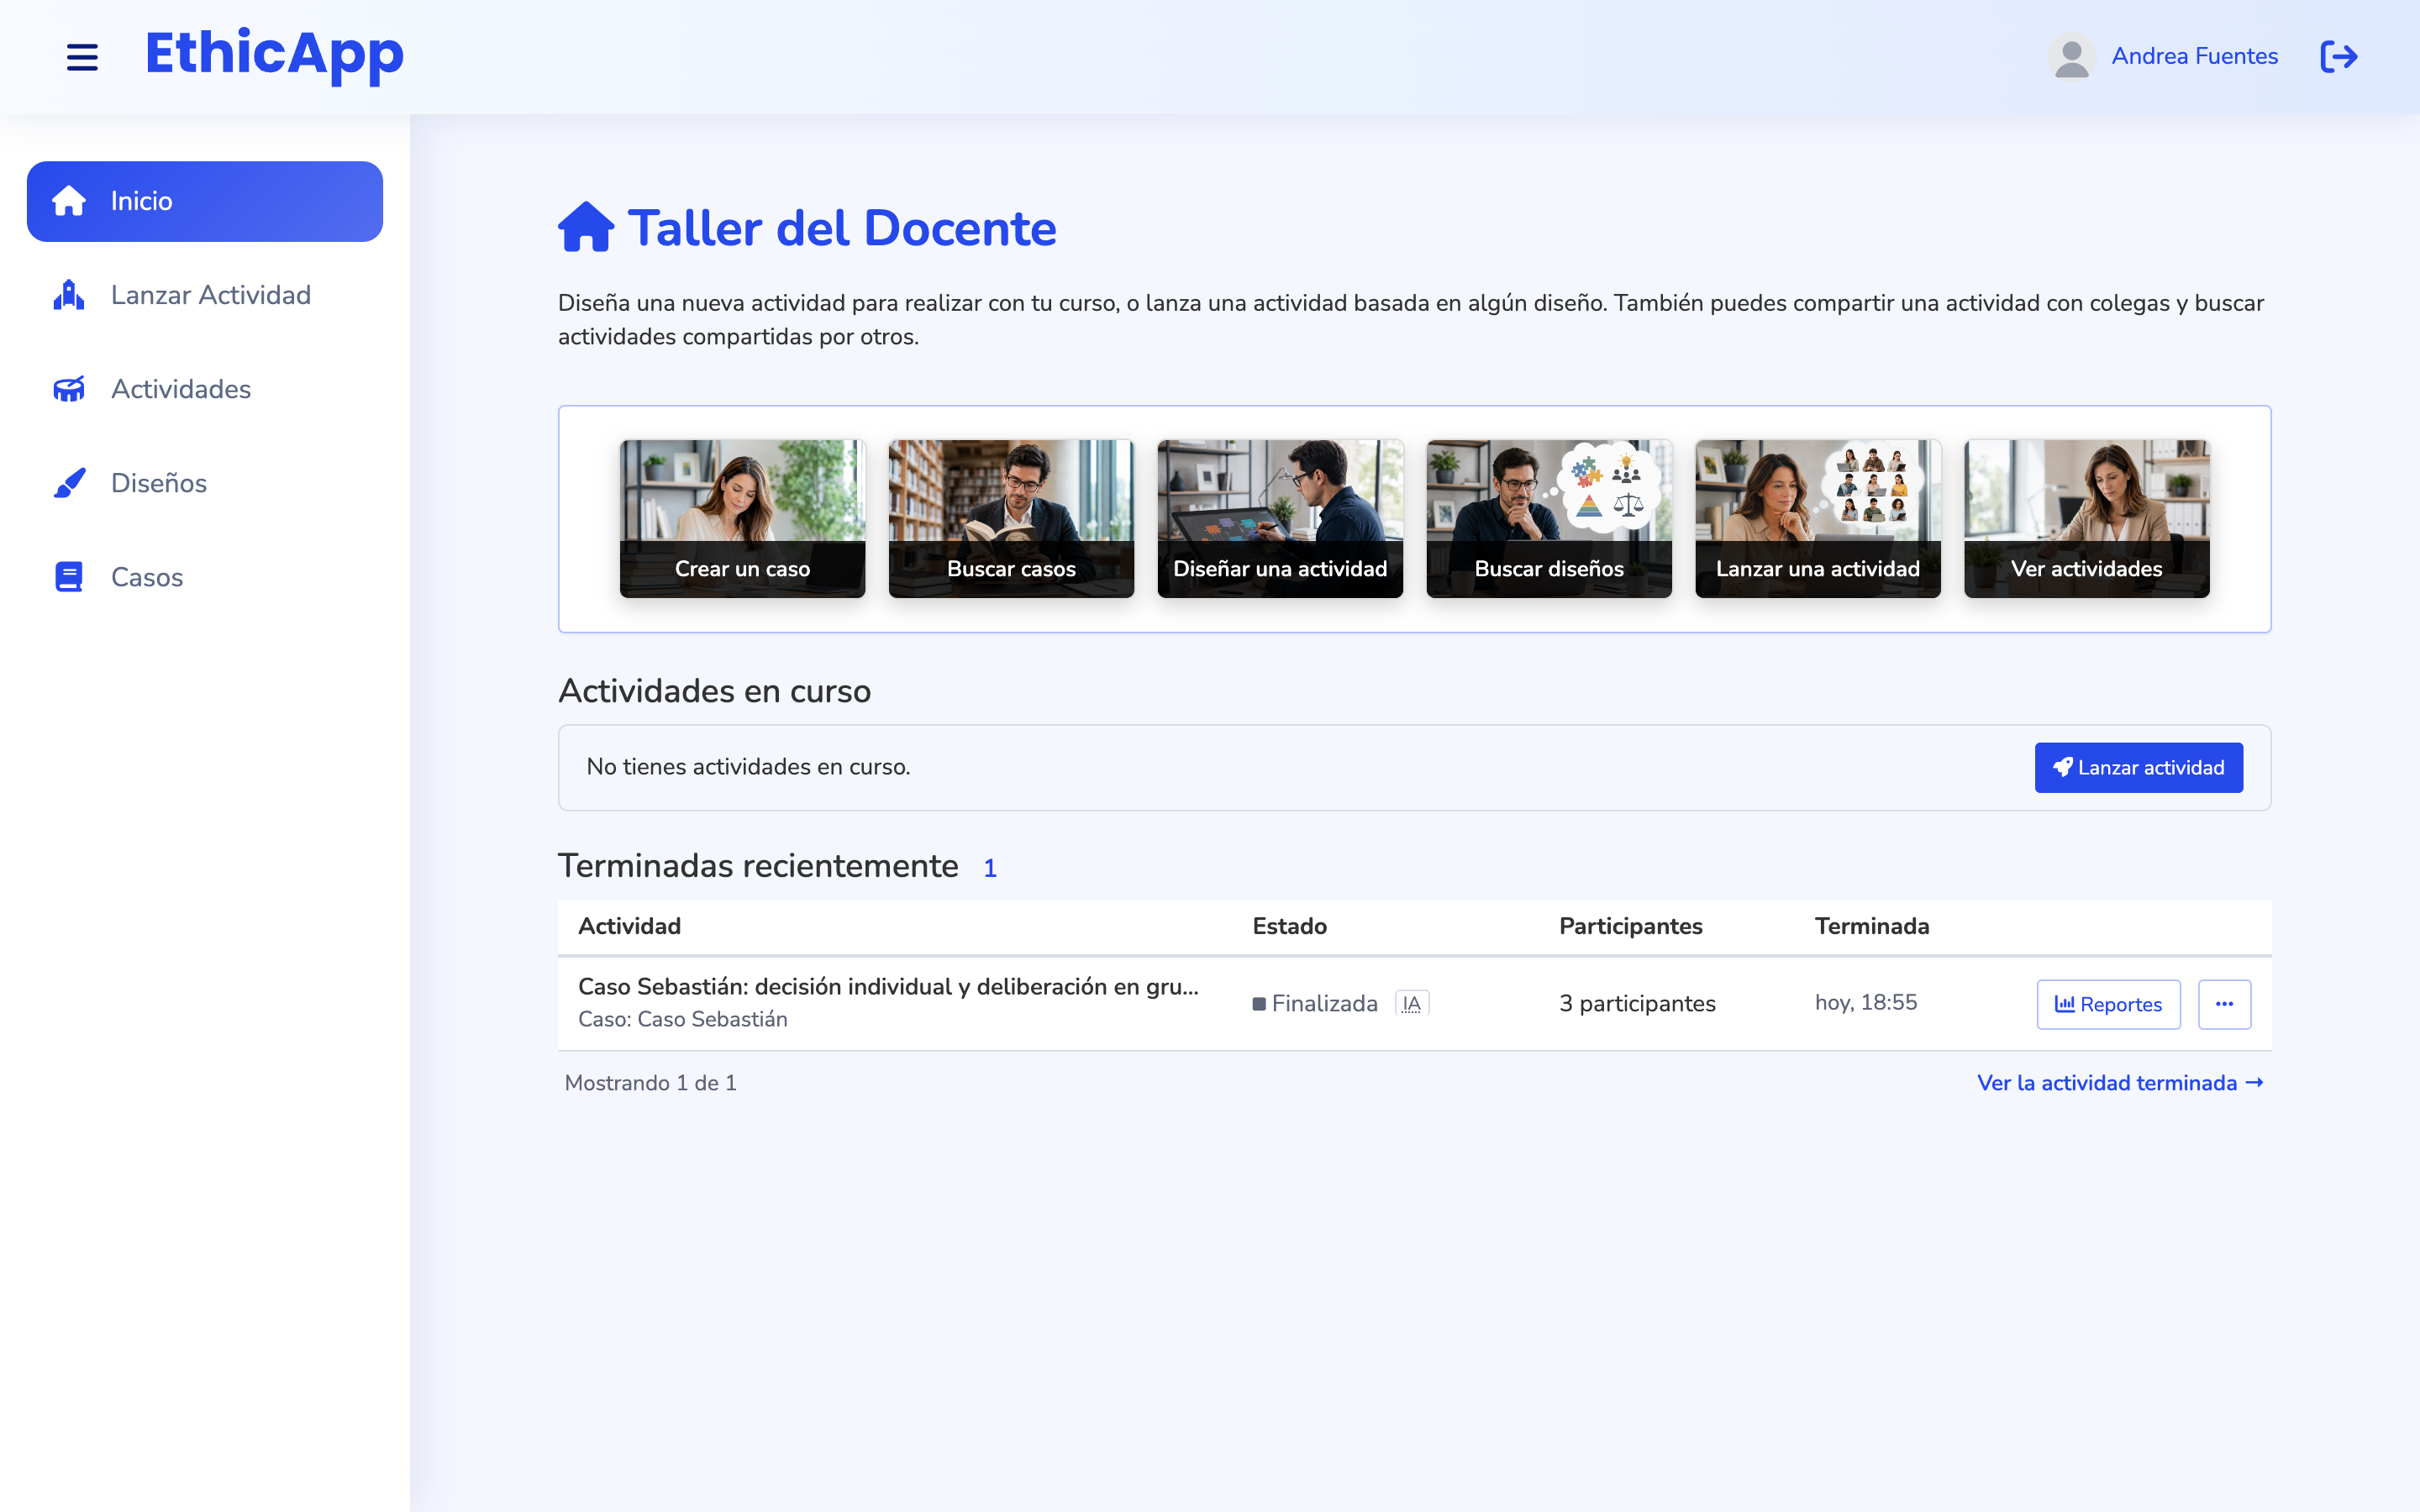 EthicApp
Andrea Fuentes
Inicio
Lanzar Actividad
Actividades
Diseños
Casos
Taller del Docente
Diseña una nueva actividad para realizar con tu curso, o lanza una actividad basada en algún diseño. También puedes compartir una actividad con colegas y buscar
actividades compartidas por otros.
Crear un caso
Buscar casos
Diseñar una actividad
Buscar diseños
Lanzar una actividad
Ver actividades
Actividades en curso
No tienes actividades en curso.
Lanzar actividad
Terminadas recientemente 1
Actividad Estado Participantes Terminada
Caso Sebastián: decisión individual y deliberación en gru...
Caso: Caso Sebastián
Finalizada IA
3 participantes
hoy, 18:55
Reportes
Mostrando 1 de 1
Ver la actividad terminada →